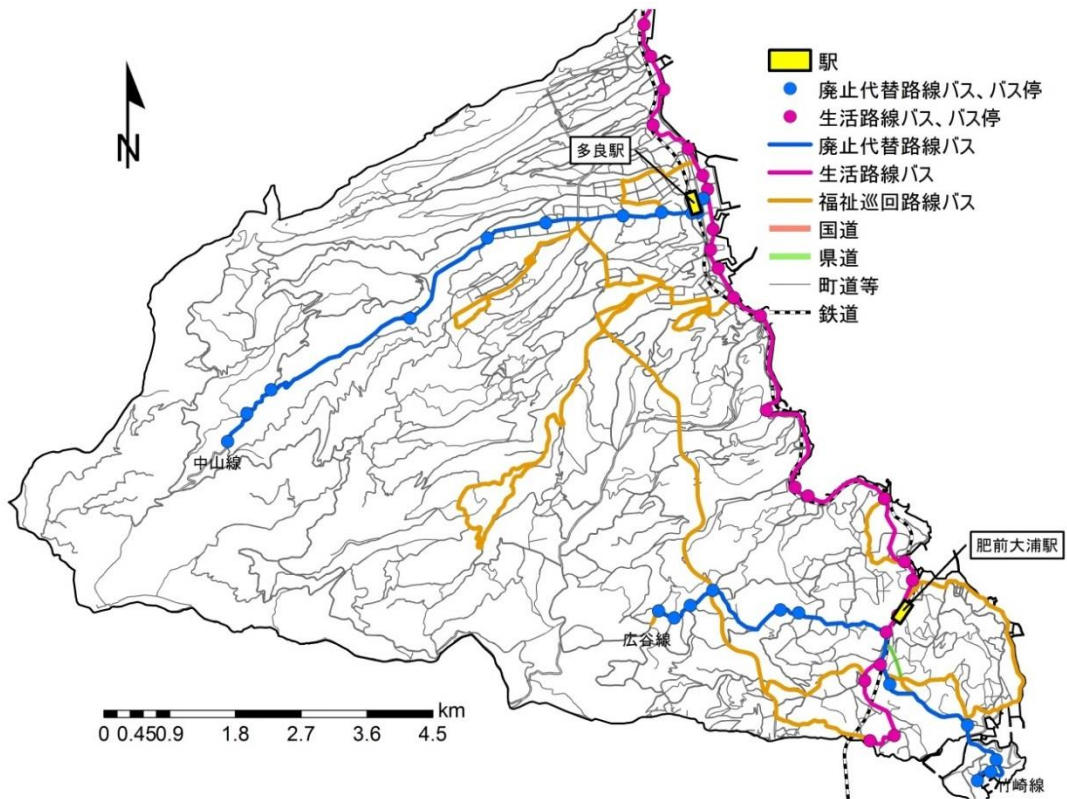 駅
廃止代替路線バス、バス停
生活路線バス、バス停
廃止代替路線バス
生活路線バス
福祉巡回路線バス
国道
県道
町道等
鉄道
N
多良駅
中山線
肥前大浦駅
広谷線
竹崎線
km
0 0.450.9 1.8 2.7 3.6 4.5